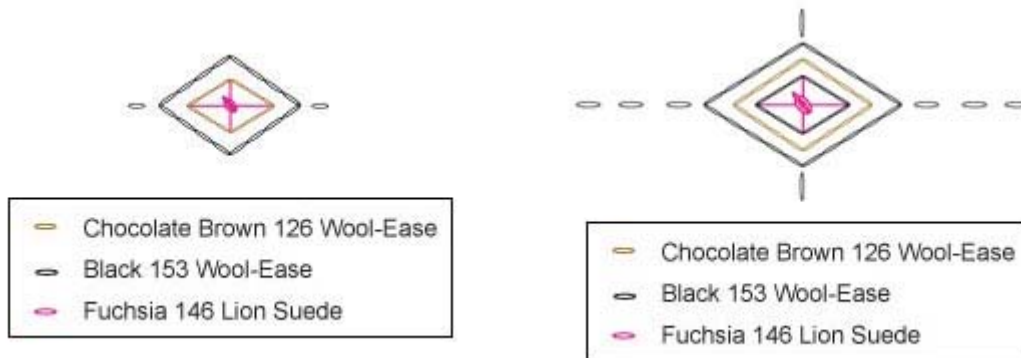 Chocolate Brown 126 Wool-Ease
Black 153 Wool-Ease
Fuchsia 146 Lion Suede
Chocolate Brown 126 Wool-Ease
Black 153 Wool-Ease
Fuchsia 146 Lion Suede